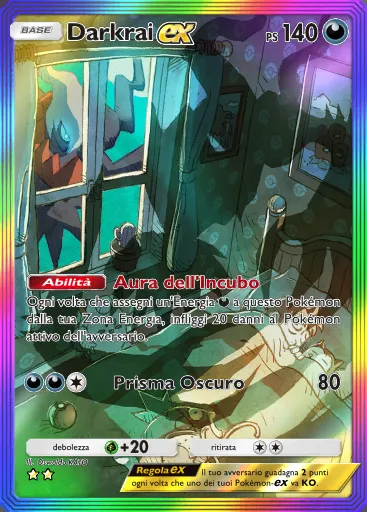 BASE Darkrai ex PS 140
Abilità Aura dell'Incubo
Ogni volta che assegni un'Energia a questo Pokémon
dalla tua Zona Energia, infliggi 20 danni al Pokémon
attivo dell'avversario.
Prisma Oscuro 80
debolezza +20 ritirata
Regola ex Il tuo avversario guadagna 2 punti
ogni volta che uno dei tuoi Pokémon-ex va KO.